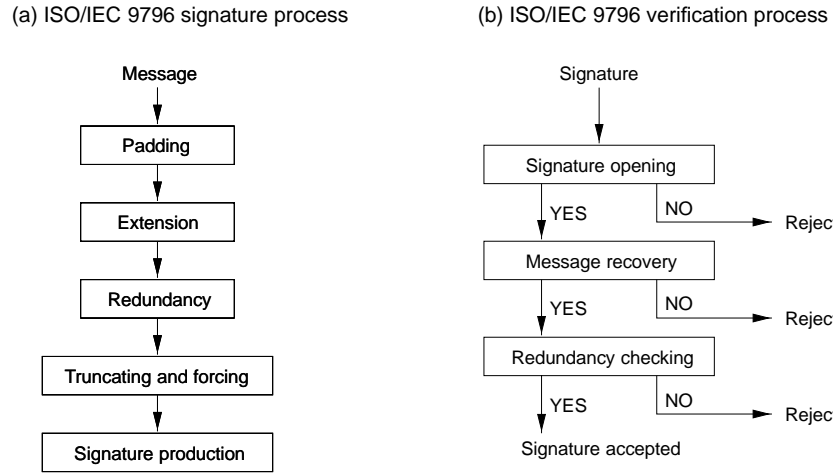 (a) ISO/IEC 9796 signature process
Message
Padding
Extension
Redundancy
Truncating and forcing
Signature production
(b) ISO/IEC 9796 verification process
Signature
Signature opening
YES
NO
Reject
Message recovery
YES
NO
Reject
Redundancy checking
YES
NO
Reject
Signature accepted